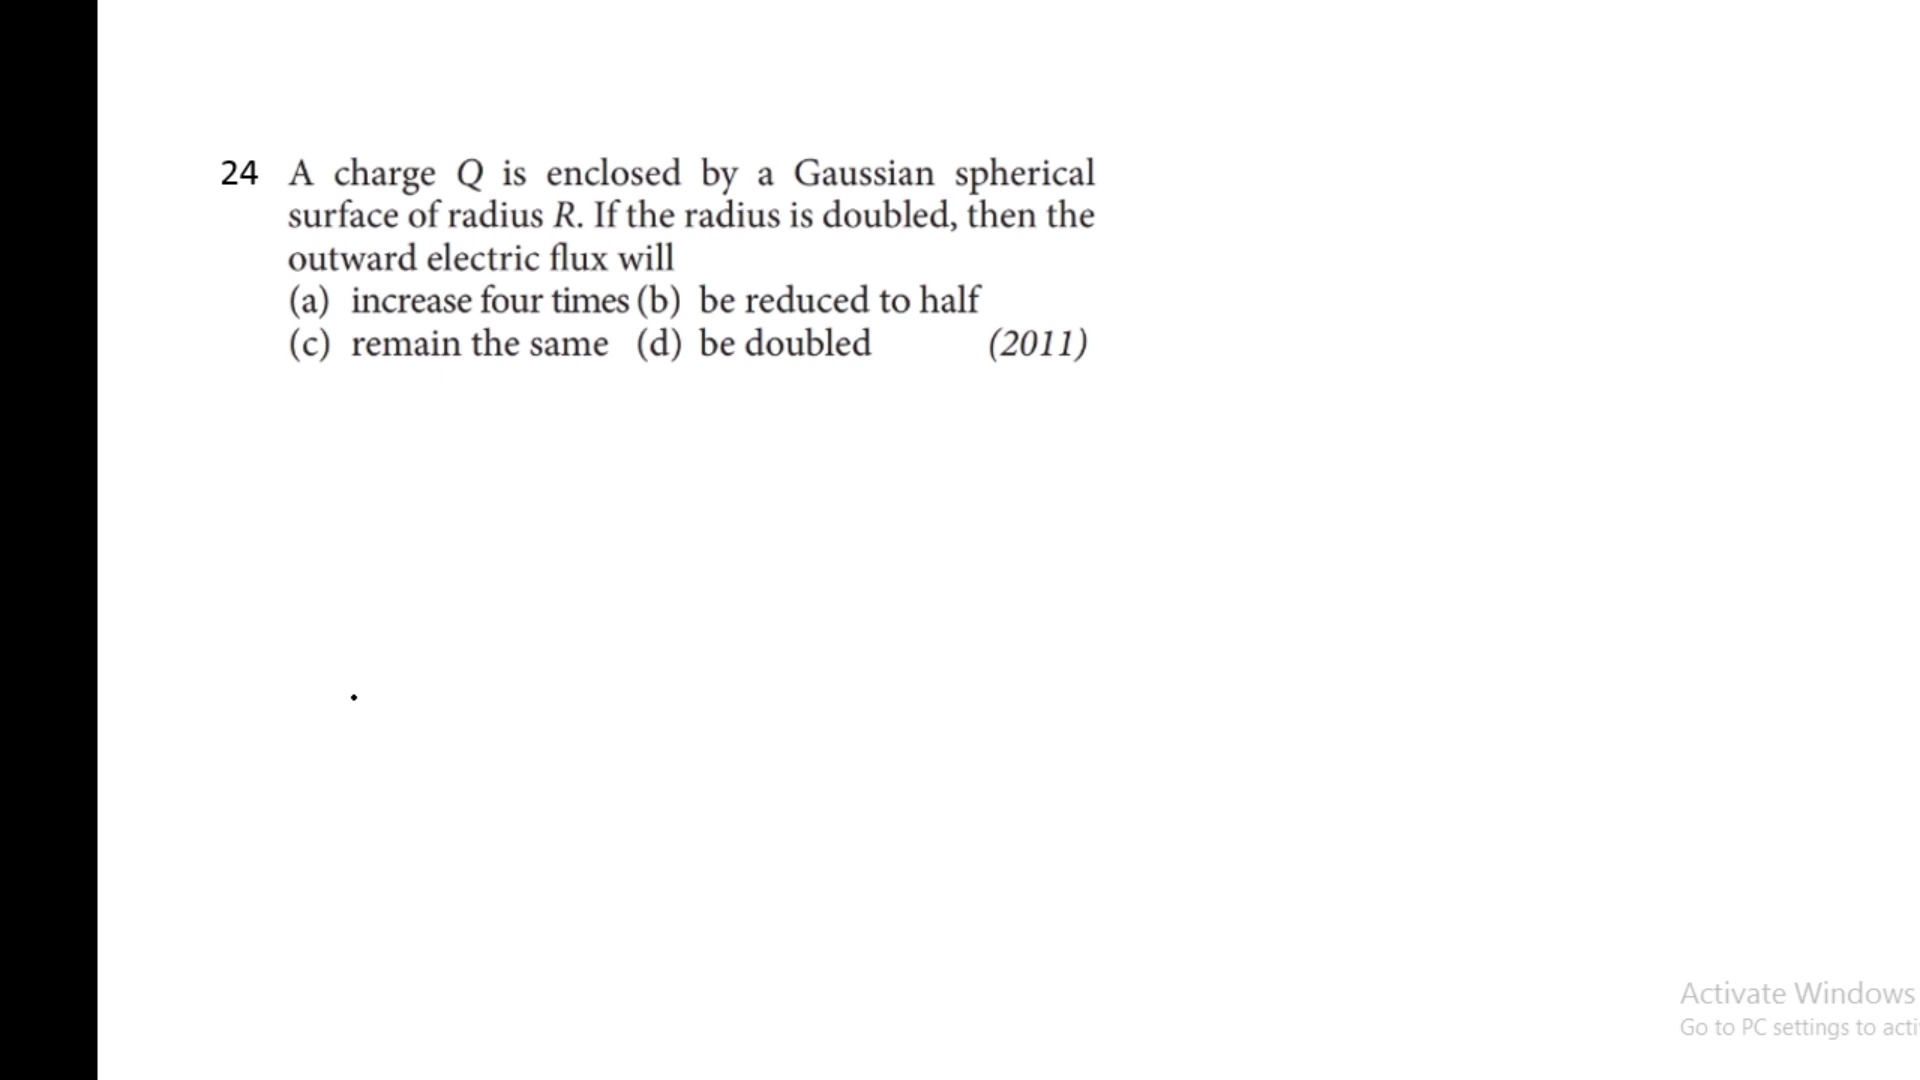 24 A charge Q is enclosed by a Gaussian spherical
surface of radius R. If the radius is doubled, then the
outward electric flux will
(a) increase four times (b) be reduced to half
(c) remain the same (d) be doubled (2011)
Activate Windows
Go to PC settings to acti